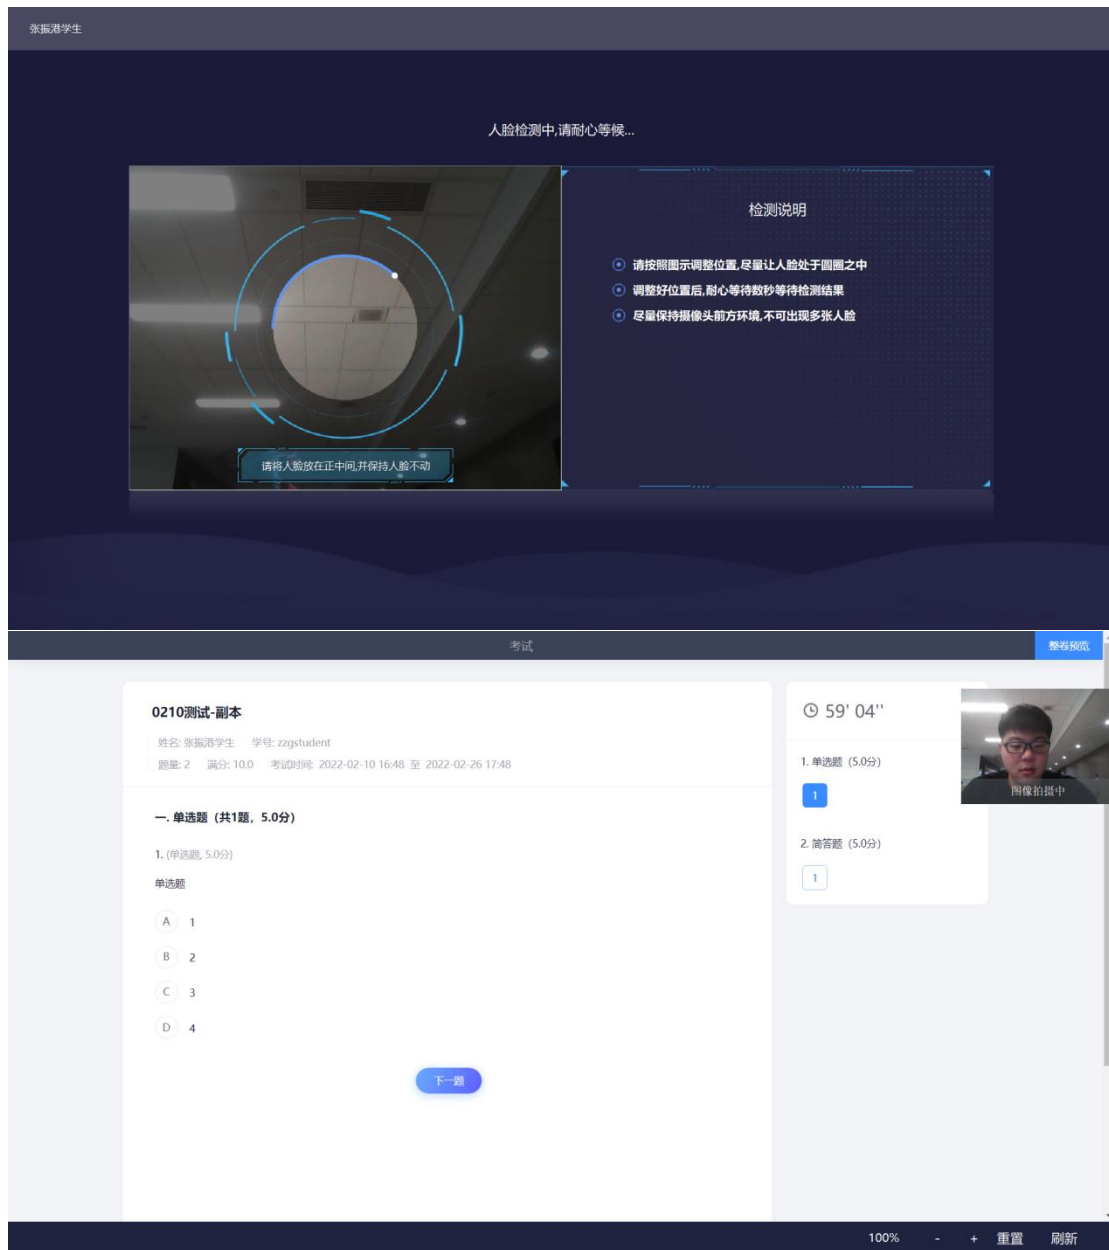 张振港学生
人脸检测中,请耐心等候...
检测说明
请按照图示调整位置,尽量让人脸处于圆圈之中
调整好位置后,耐心等待数秒等待检测结果
尽量保持摄像头前方环境,不可出现多张人脸
请将人脸放在正中间,并保持人脸不动
考试
整卷预览
0210测试-副本
姓名: 张振港学生 学号: zzgstudent
题量: 2 满分: 10.0 考试时间: 2022-02-10 16:48 至 2022-02-26 17:48
一. 单选题（共1题，5.0分）
1. (单选题, 5.0分)
单选题
A 1
B 2
C 3
D 4
下一题
59' 04''
1. 单选题（5.0分）
1
2. 简答题（5.0分）
1
图像拍摄中
100% - + 重置 刷新